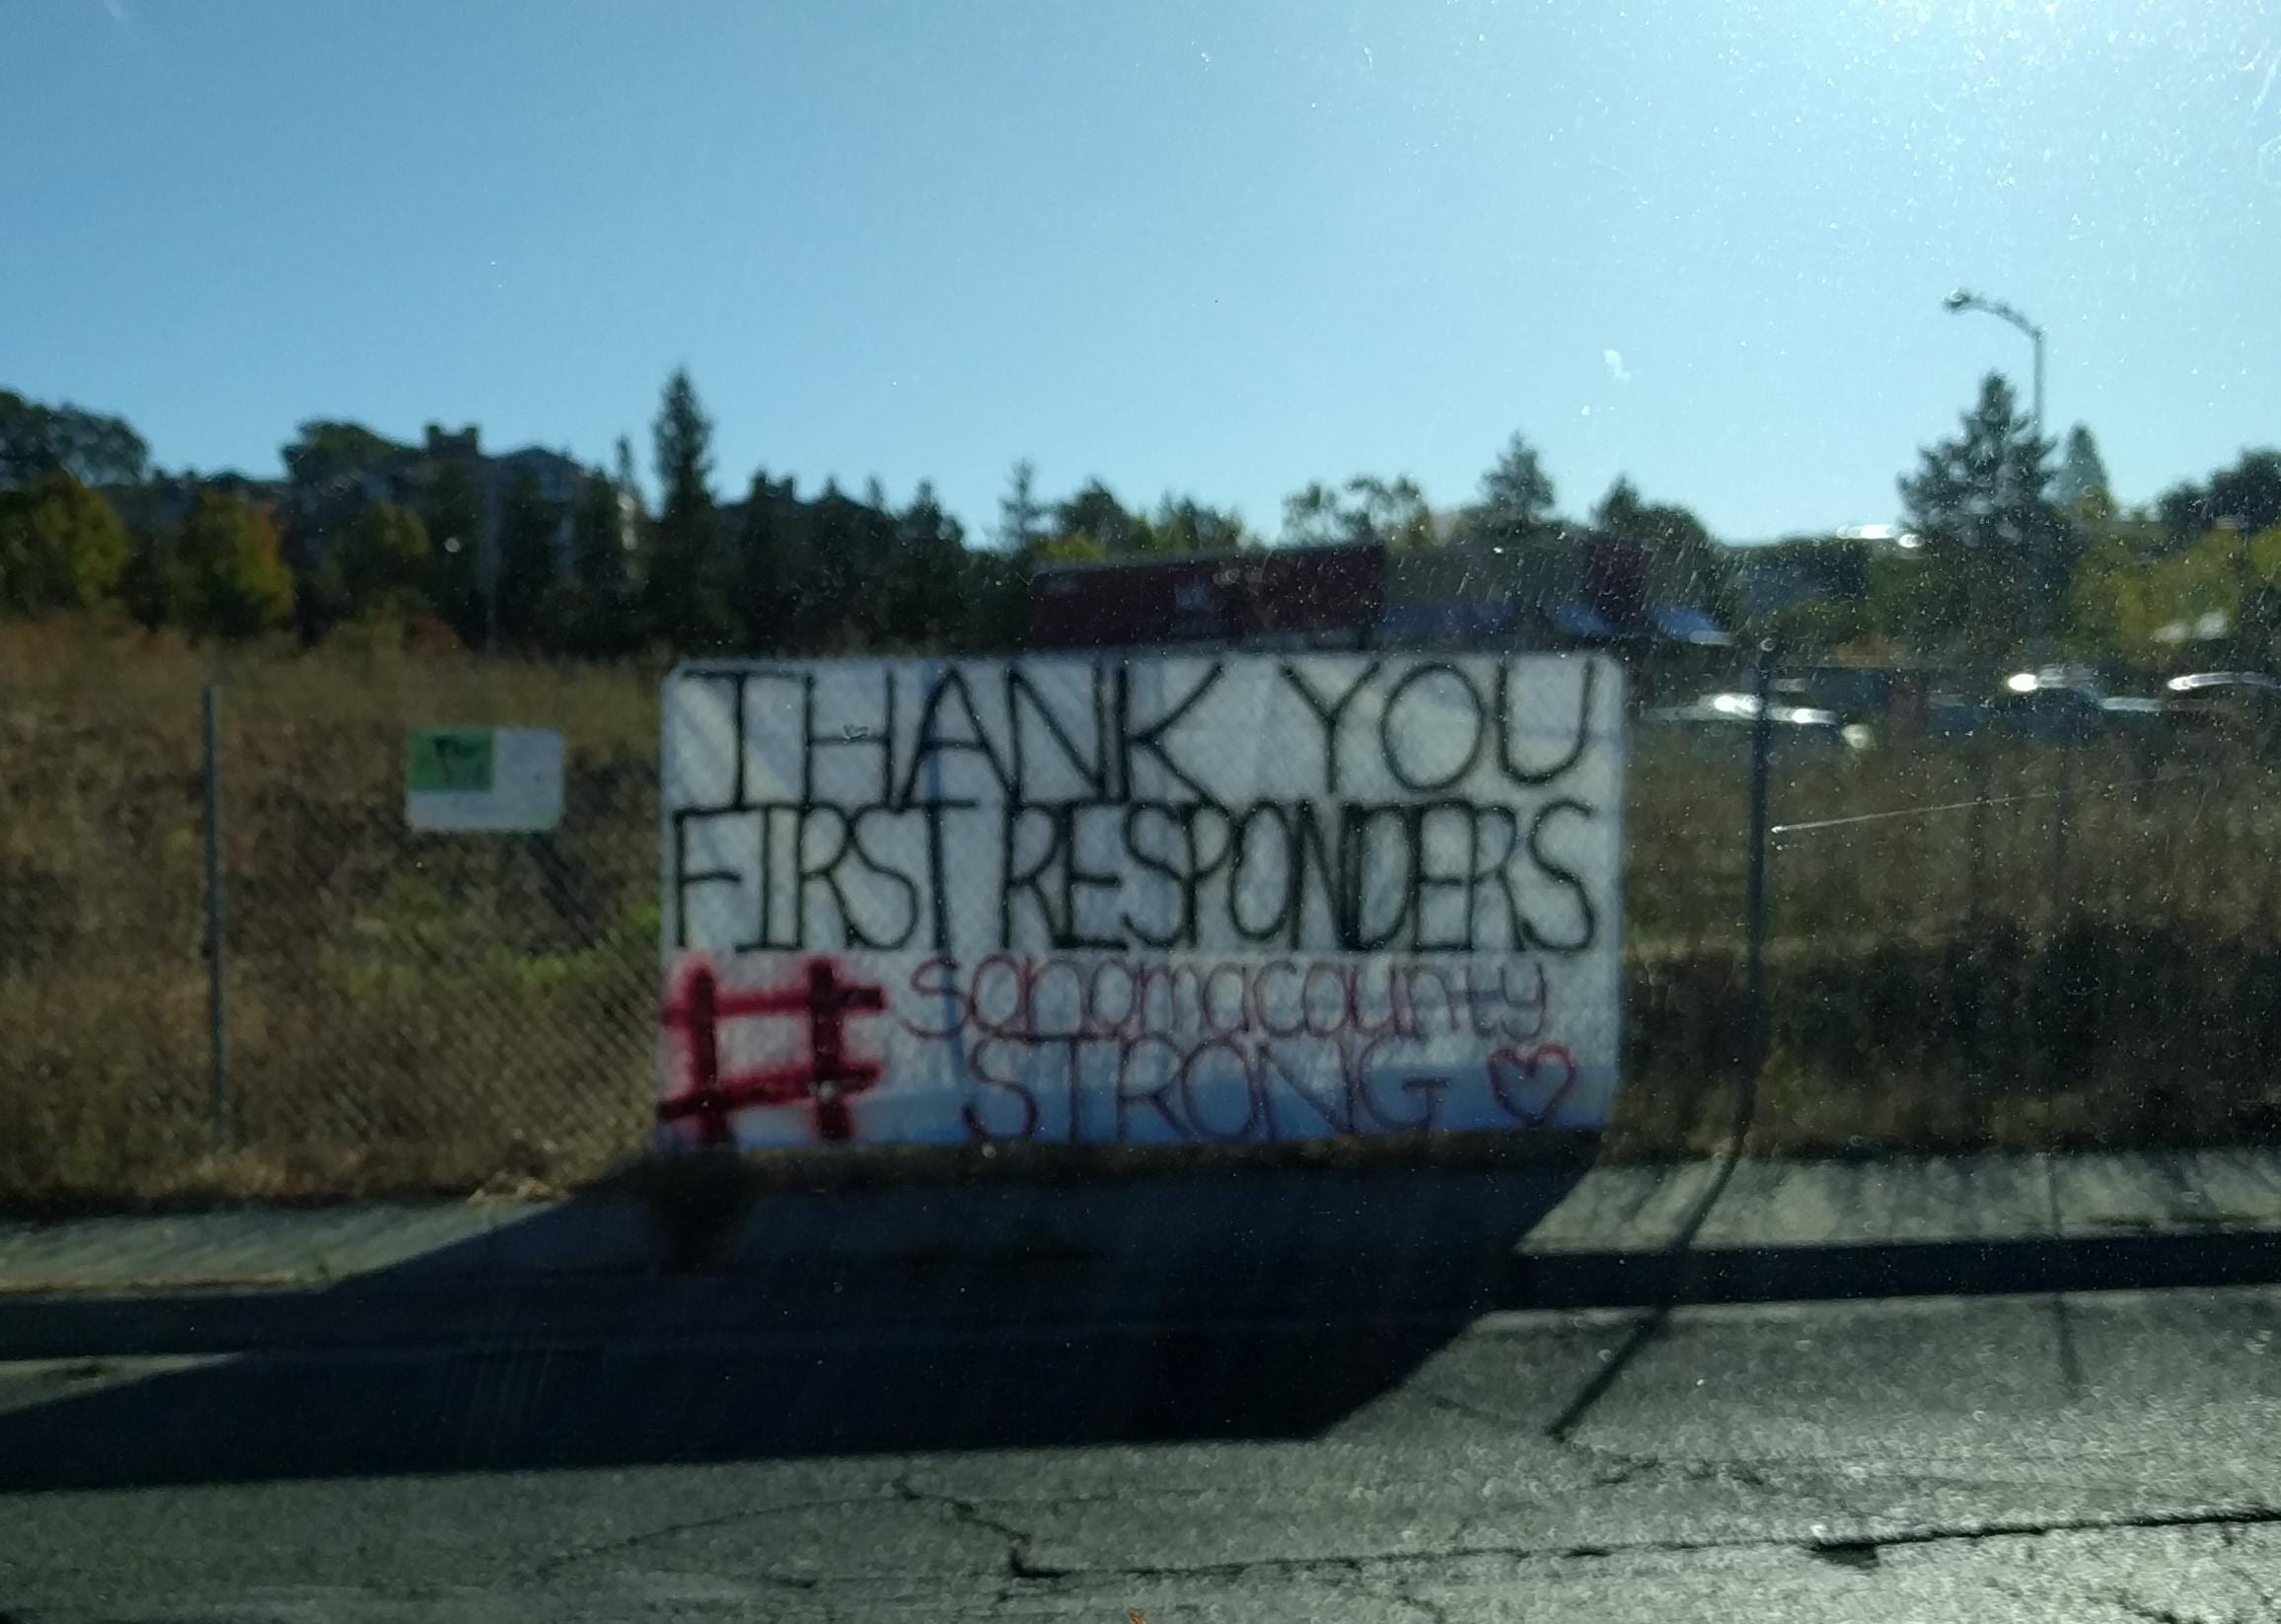 THANK YOU
FIRST RESPONDERS
# sonomacounty
STRONG ♡